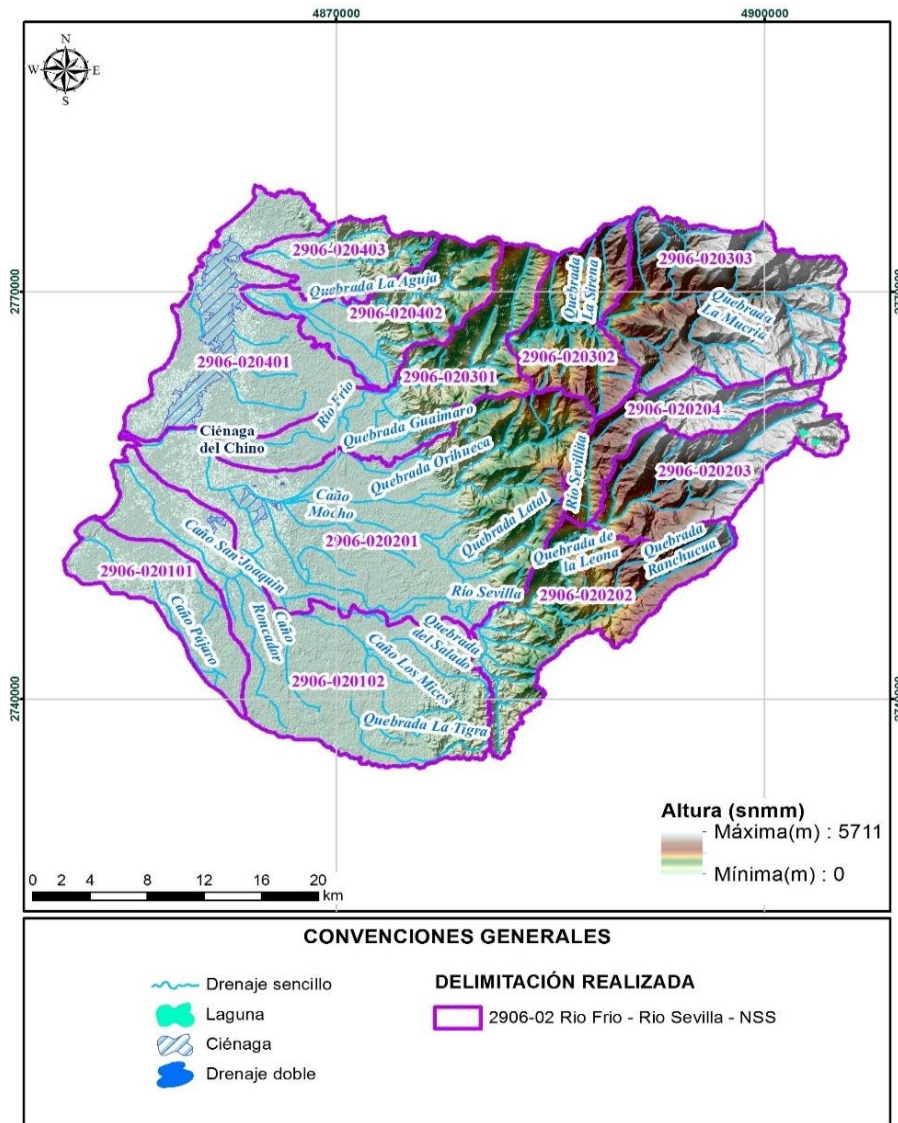 4870000
4900000
N
W E
S
2906-020403
2906-020303
Quebrada
La Sirena
2770000
2770000
Quebrada La Aguja
Quebrada
La Mucria
2906-020402
2906-020401
2906-020302
2906-020301
2906-020204
Río Frío
Quebrada Guaimaro
Ciénaga
del Chino
Quebrada Orihueca
Río Sevillita
2906-020203
Caño
Mocho
Quebrada Latal
2906-020201
Quebrada de
la Leona
Quebrada
Ranchucua
Caño San Joaquin
2906-020101
Río Sevilla
2906-020202
Caño Pájaro
Caño
Roncador
Quebrada
del Salado
Caño Los Micos
2906-020102
2740000
2740000
Quebrada La Tigra
Altura (snmm)
Máxima(m) : 5711
Mínima(m) : 0
0 2 4 8 12 16 20
km
CONVENCIONES GENERALES
Drenaje sencillo
Laguna
Ciénaga
Drenaje doble
DELIMITACIÓN REALIZADA
2906-02 Rio Frio - Rio Sevilla - NSS